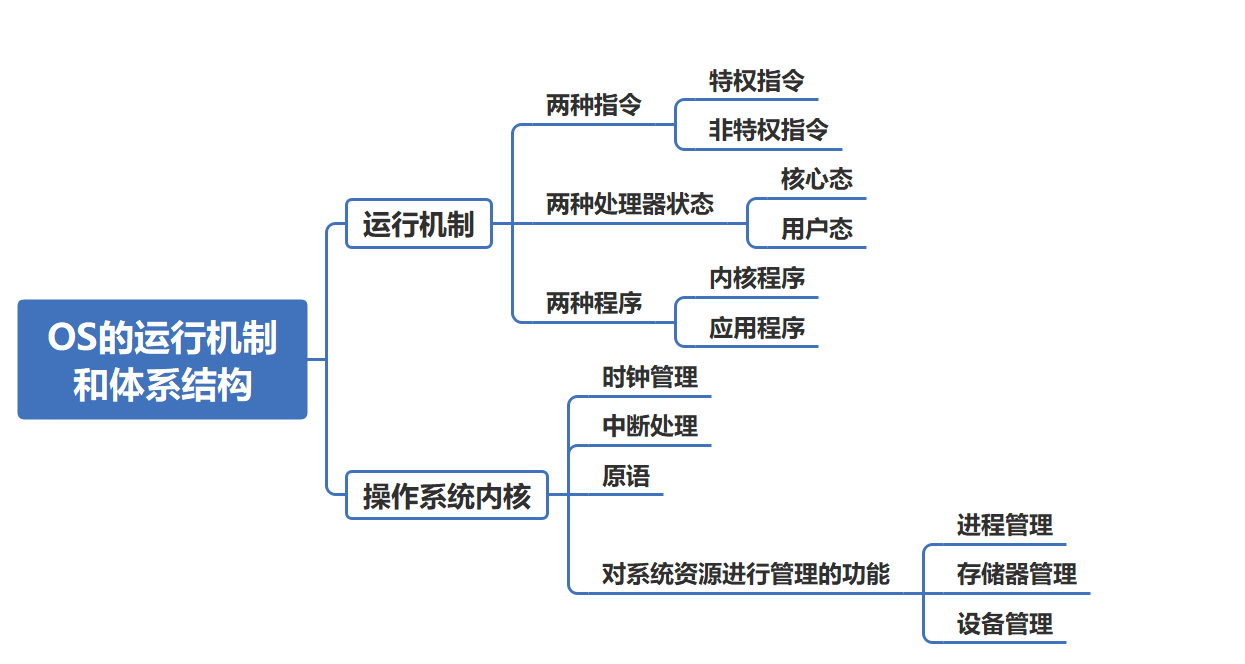 OS的运行机制
和体系结构
运行机制
两种指令
特权指令
非特权指令
两种处理器状态
核心态
用户态
两种程序
内核程序
应用程序
操作系统内核
时钟管理
中断处理
原语
对系统资源进行管理的功能
进程管理
存储器管理
设备管理